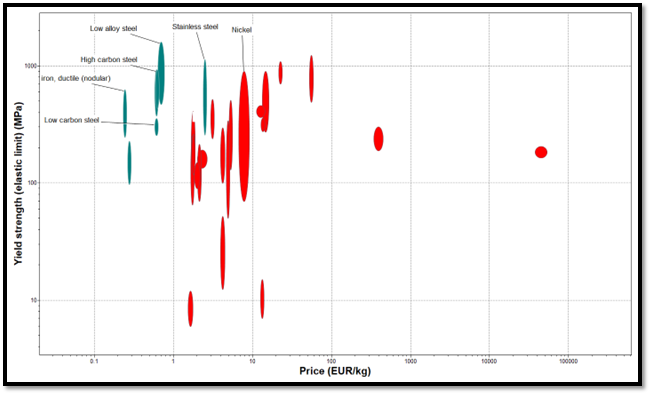 Low alloy steel
Stainless steel
Nickel
High carbon steel
iron, ductile (nodular)
Low carbon steel
Yield strength (elastic limit) (MPa)
1000
100
10
0.1
1
10
100
1000
10000
100000
Price (EUR/kg)